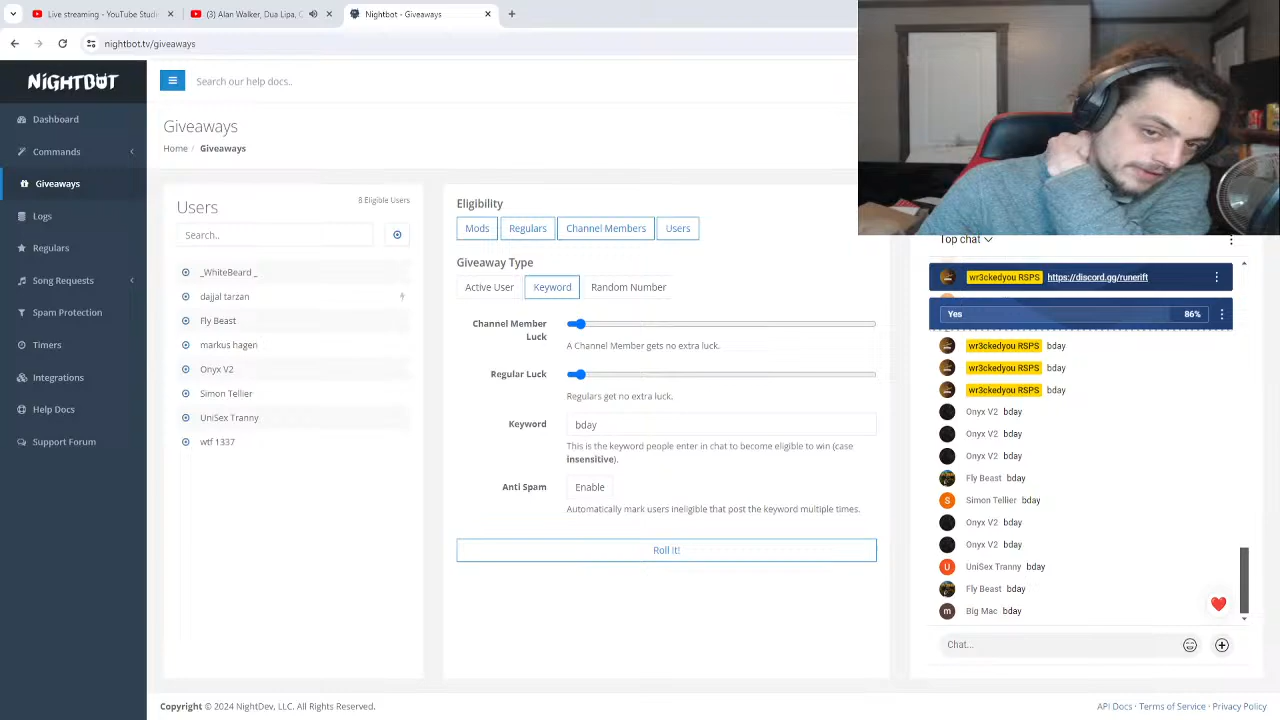 Live streaming - YouTube Studi
(3) Alan Walker, Dua Lipa, C
Nightbot - Giveaways
nightbot.tv/giveaways
NiGHTBOT
Search our help docs..
Dashboard
Commands
Giveaways
Logs
Regulars
Song Requests
Spam Protection
Timers
Integrations
Help Docs
Support Forum
Giveaways
Home / Giveaways
Users
8 Eligible Users
Search..
_WhiteBeard_
dajjal tarzan
Fly Beast
markus hagen
Onyx V2
Simon Tellier
UniSex Tranny
wtf 1337
Eligibility
Mods Regulars Channel Members Users
Giveaway Type
Active User Keyword Random Number
Channel Member
Luck
A Channel Member gets no extra luck.
Regular Luck
Regulars get no extra luck.
Keyword bday
This is the keyword people enter in chat to become eligible to win (case
insensitive).
Anti Spam Enable
Automatically mark users ineligible that post the keyword multiple times.
Roll It!
Top chat
wr3ckedyou RSPS https://discord.gg/runerift
Yes 86%
wr3ckedyou RSPS bday
wr3ckedyou RSPS bday
wr3ckedyou RSPS bday
Onyx V2 bday
Onyx V2 bday
Onyx V2 bday
Fly Beast bday
S Simon Tellier bday
Onyx V2 bday
Onyx V2 bday
U UniSex Tranny bday
Fly Beast bday
m Big Mac bday
Chat...
Copyright © 2024 NightDev, LLC. All Rights Reserved.
API Docs · Terms of Service · Privacy Policy